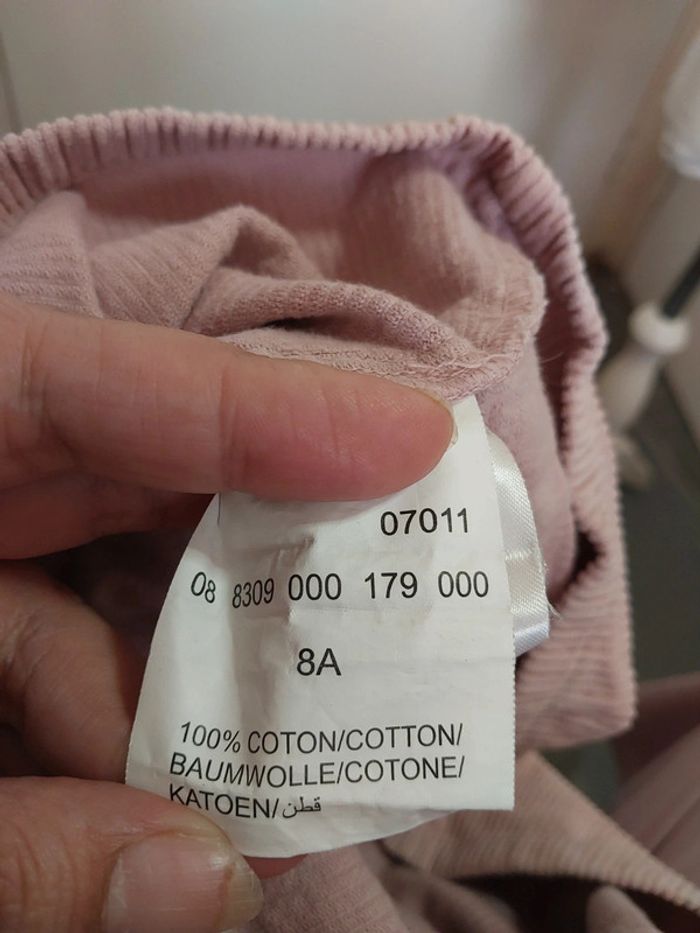 07011
08 8309 000 179 000
8A
100% COTON/COTTON/
BAUMWOLLE/COTONE/
KATOEN/قطن